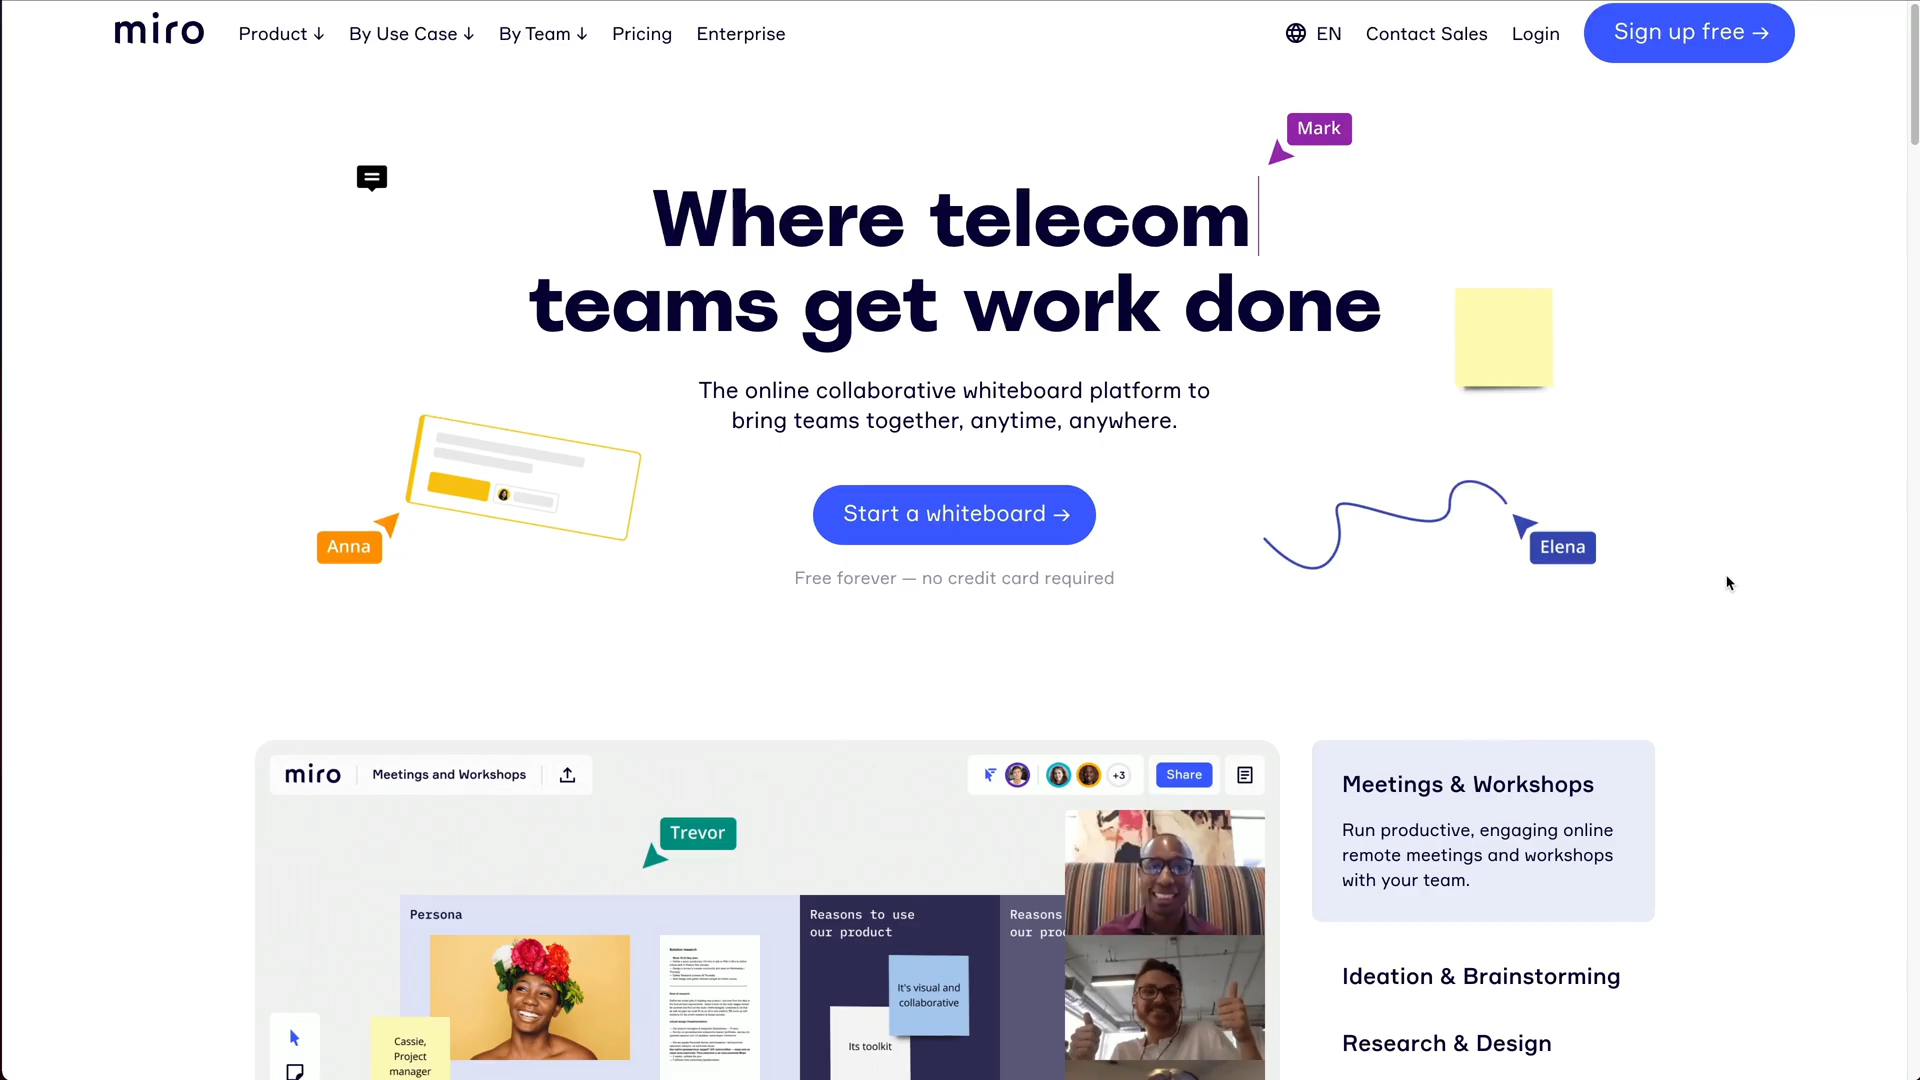 miro
Product ↓
By Use Case ↓
By Team ↓
Pricing
Enterprise
EN
Contact Sales
Login
Sign up free →
Mark
Where telecom
teams get work done
The online collaborative whiteboard platform to
bring teams together, anytime, anywhere.
Anna
Start a whiteboard →
Elena
Free forever — no credit card required
miro
Meetings and Workshops
+3
Share
Trevor
Persona
Reasons to use
our product
Reasons
our pro
It's visual and
collaborative
Its toolkit
Cassie,
Project
manager
Meetings & Workshops
Run productive, engaging online
remote meetings and workshops
with your team.
Ideation & Brainstorming
Research & Design